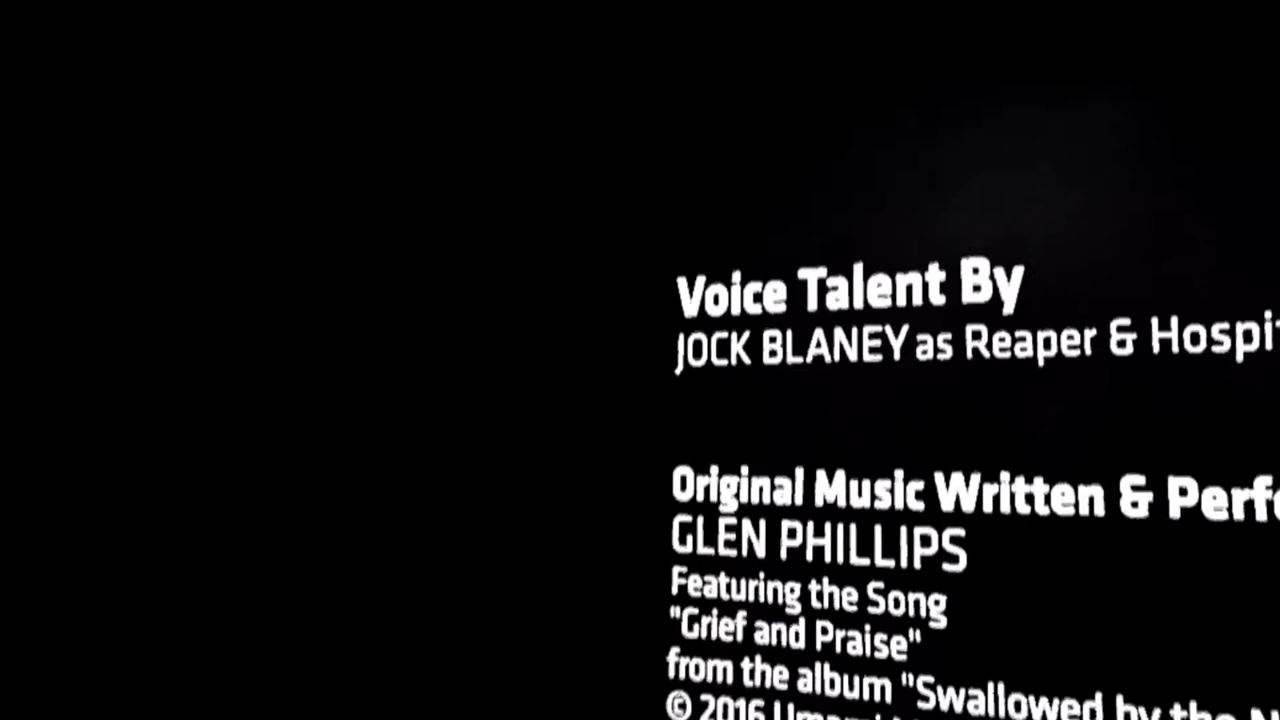 Voice Talent By
JOCK BLANEY as Reaper & Hospi
Original Music Written & Perfo
GLEN PHILLIPS
Featuring the Song
"Grief and Praise"
from the album "Swallowed by the N
© 2016